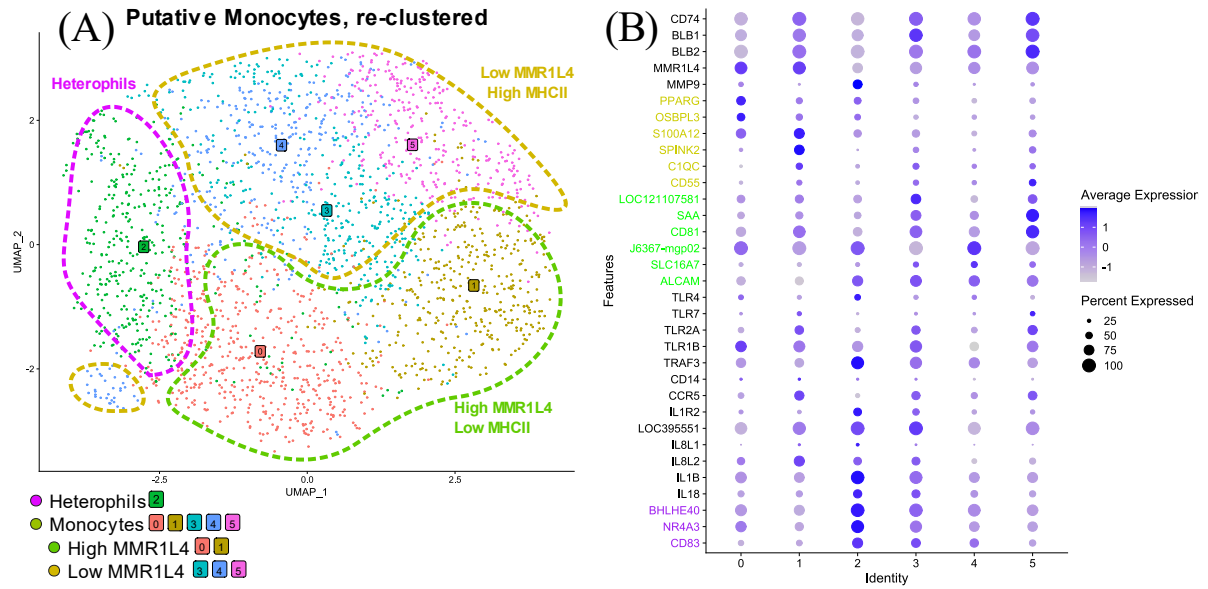 (A)
Putative Monocytes, re-clustered
Heterophils
Low MMR1L4
High MHCII
4
5
3
2
1
0
High MMR1L4
Low MHCII
UMAP_2
2
0
-2
-2.5
0.0
2.5
UMAP_1
Heterophils 2
Monocytes 0 1 3 4 5
High MMR1L4 0 1
Low MMR1L4 3 4 5
(B)
Features
CD74
BLB1
BLB2
MMR1L4
MMP9
PPARG
OSBPL3
S100A12
SPINK2
C1QC
CD55
LOC121107581
SAA
CD81
J6367-mgp02
SLC16A7
ALCAM
TLR4
TLR7
TLR2A
TLR1B
TRAF3
CD14
CCR5
IL1R2
LOC395551
IL8L1
IL8L2
IL1B
IL18
BHLHE40
NR4A3
CD83
0 1 2 3 4 5
Identity
Average Expression
1
0
-1
Percent Expressed
25
50
75
100